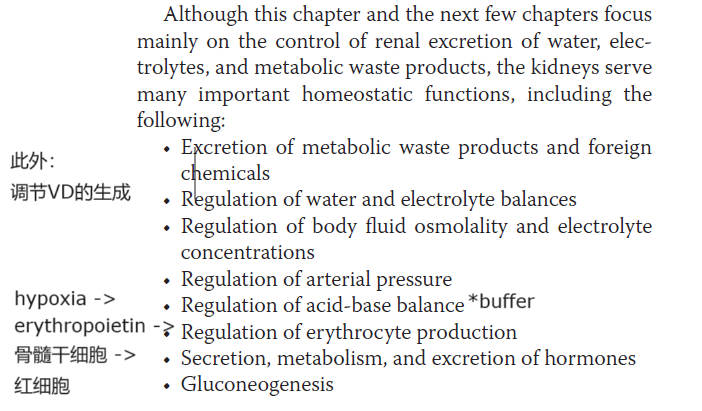 Although this chapter and the next few chapters focus
mainly on the control of renal excretion of water, elec-
trolytes, and metabolic waste products, the kidneys serve
many important homeostatic functions, including the
following:
• Excretion of metabolic waste products and foreign
chemicals
此外：
调节VD的生成
• Regulation of water and electrolyte balances
• Regulation of body fluid osmolality and electrolyte
concentrations
• Regulation of arterial pressure
• Regulation of acid-base balance *buffer
hypoxia ->
erythropoietin ->
骨髓干细胞 ->
红细胞
• Regulation of erythrocyte production
• Secretion, metabolism, and excretion of hormones
• Gluconeogenesis